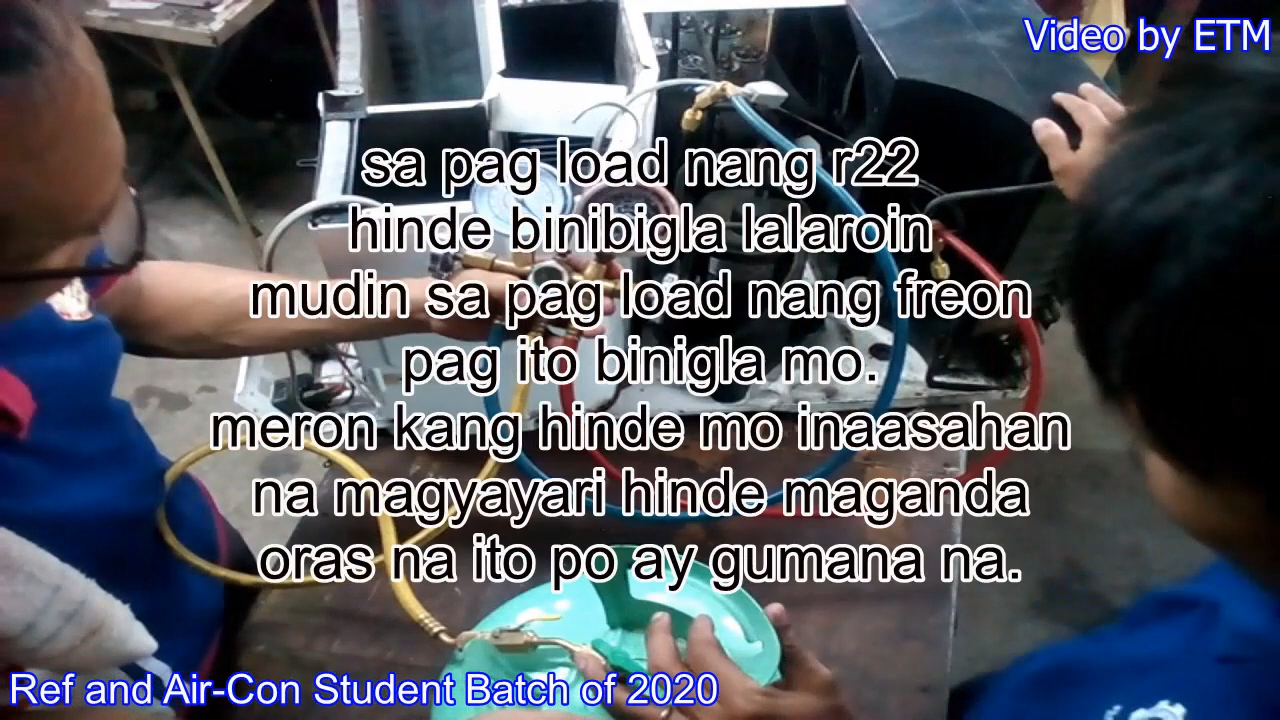 Video by ETM
sa pag load nang r22
hinde binibigla lalaroin
mudin sa pag load nang freon
pag ito binigla mo.
meron kang hinde mo inaasahan
na magyayari hinde maganda
oras na ito po ay gumana na.
Ref and Air-Con Student Batch of 2020